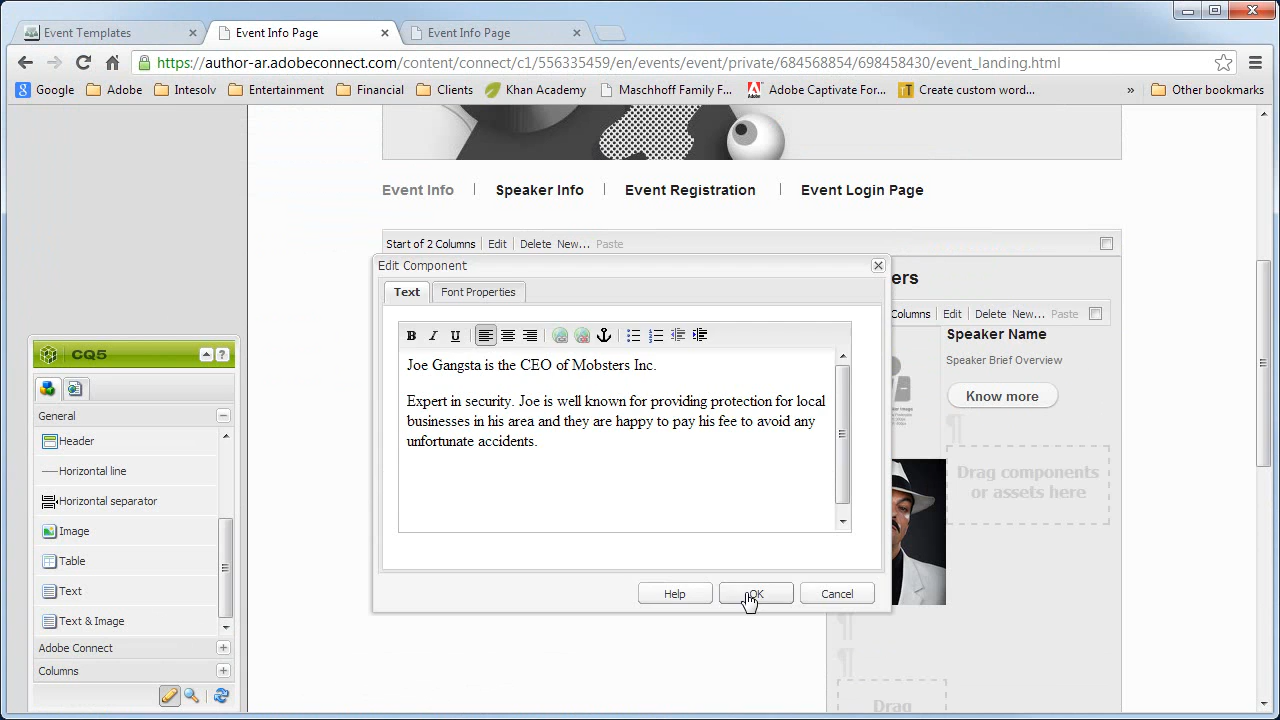 Event Templates
Event Info Page
Event Info Page
https://author-ar.adobeconnect.com/content/connect/c1/556335459/en/events/event/private/684568854/698458430/event_landing.html
Google Adobe Inteviv Entertainment Financial Clients Khan Academy Maschhoff Family F... Adobe Captivate For... Create custom word... » Other bookmarks
Event Info Speaker Info Event Registration Event Login Page
Start of 2 Columns Edit Delete New... Paste
Edit Component
Text Font Properties
B I U
Joe Gangsta is the CEO of Mobsters Inc.
Expert in security. Joe is well known for providing protection for local
businesses in his area and they are happy to pay his fee to avoid any
unfortunate accidents.
Help OK Cancel
ers
Columns Edit Delete New... Paste
Speaker Name
Speaker Brief Overview
Know more
Drag components
or assets here
Drag
CQ5
General
Header
Horizontal line
Horizontal separator
Image
Table
Text
Text & Image
Adobe Connect
Columns